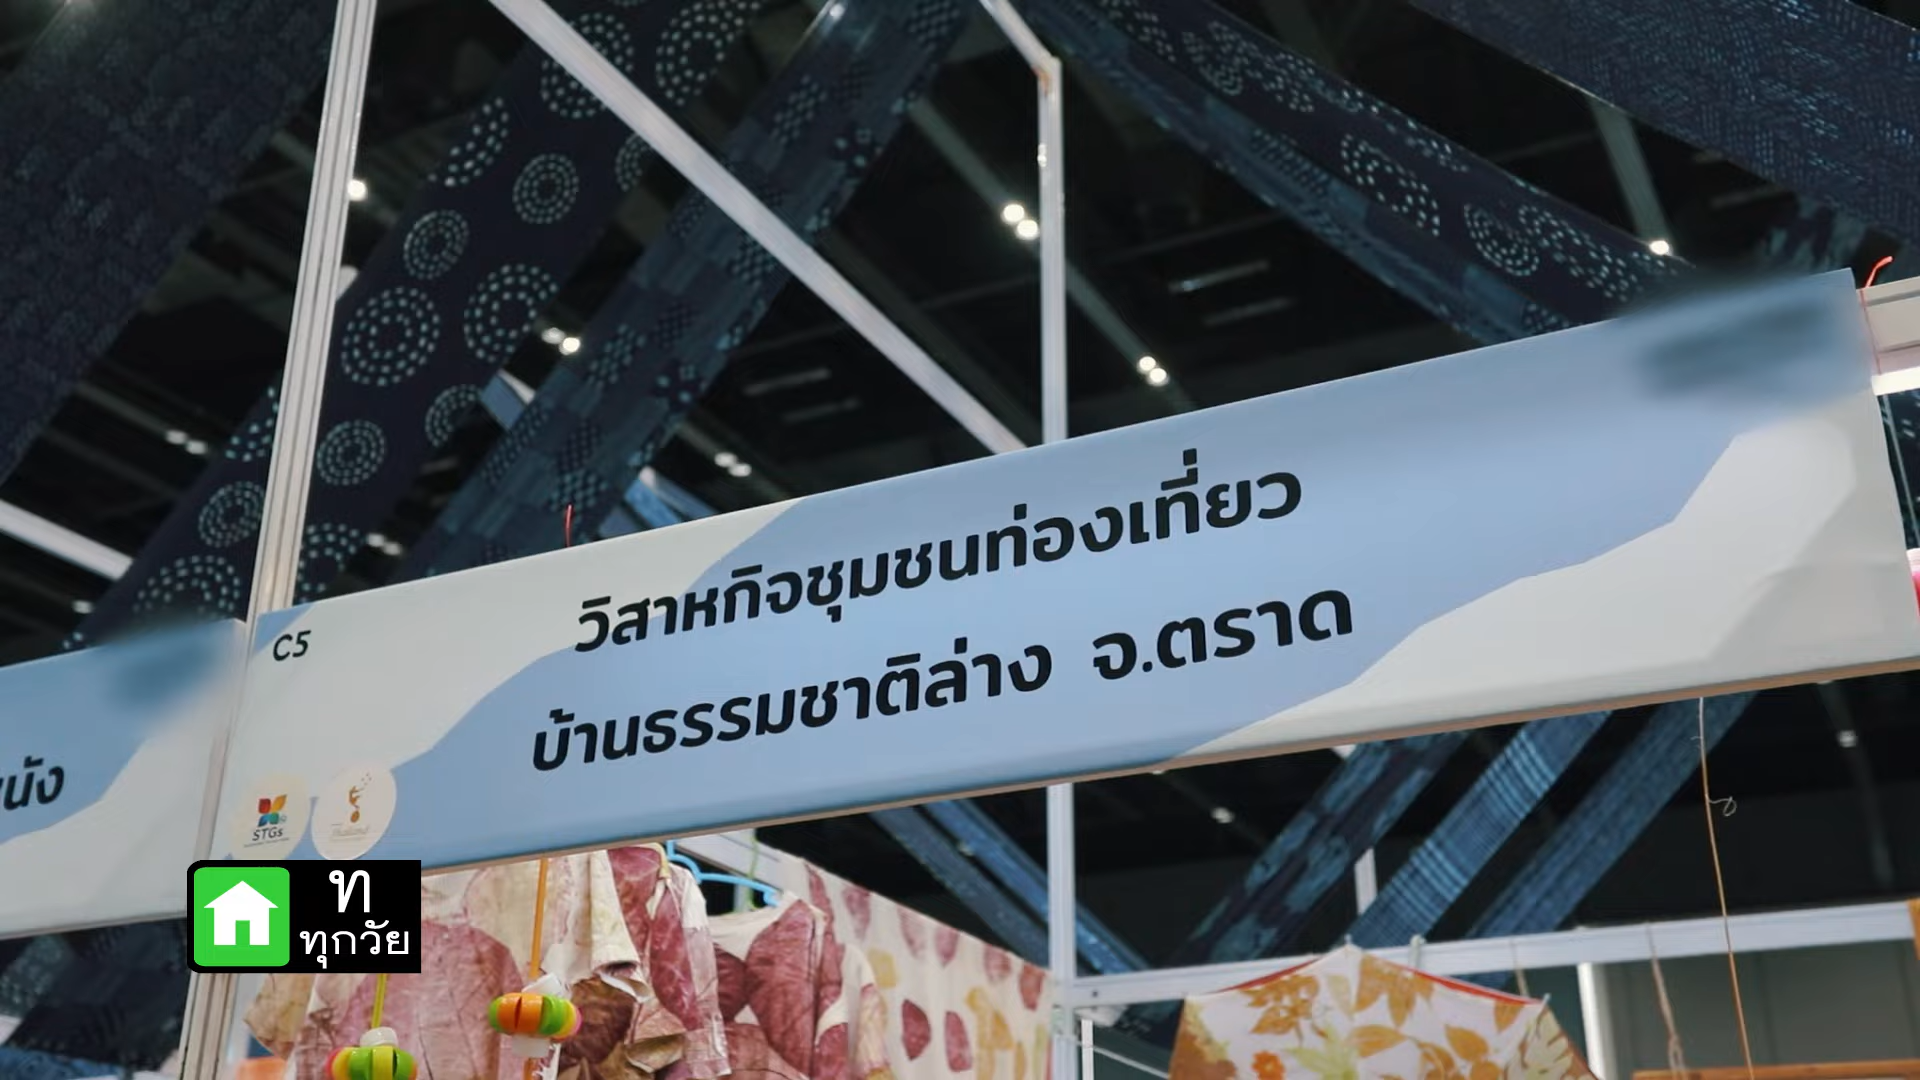 C5
วิสาหกิจชุมชนท่องเที่ยว
บ้านธรรมชาติล่าง จ.ตราด
STGs
Thailand
ท
ทุกวัย